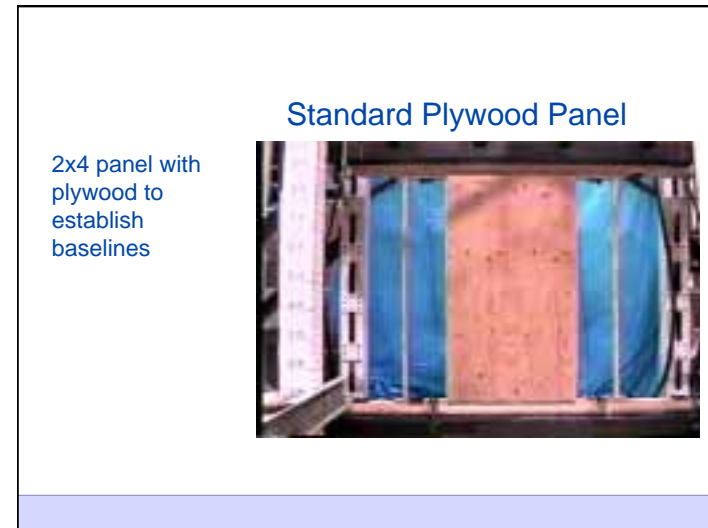 Standard Plywood Panel
2x4 panel with
plywood to
establish
baselines